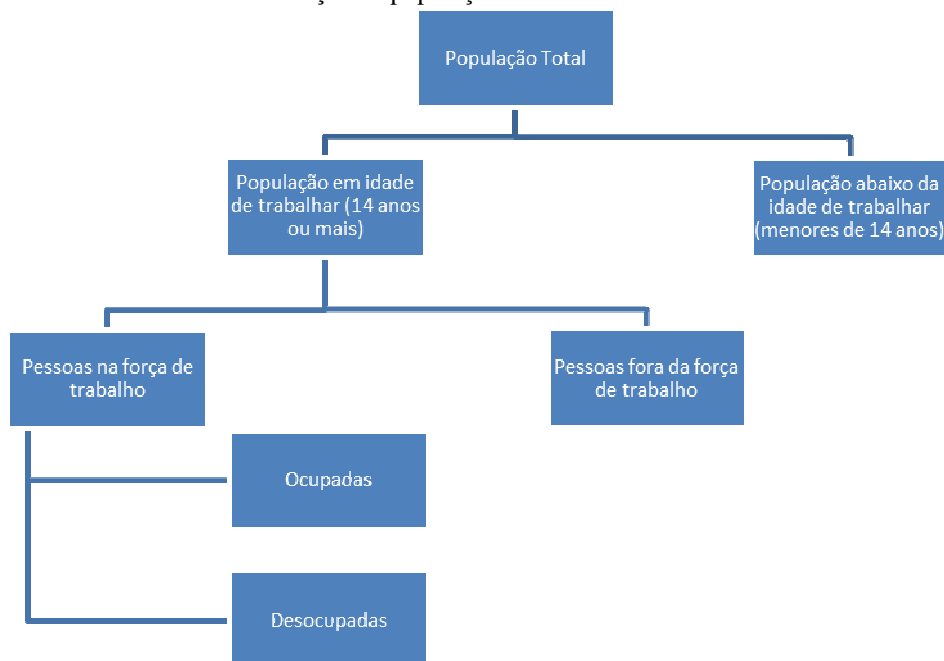 População Total
População em idade
de trabalhar (14 anos
ou mais)
População abaixo da
idade de trabalhar
(menores de 14 anos)
Pessoas na força de
trabalho
Pessoas fora da força
de trabalho
Ocupadas
Desocupadas